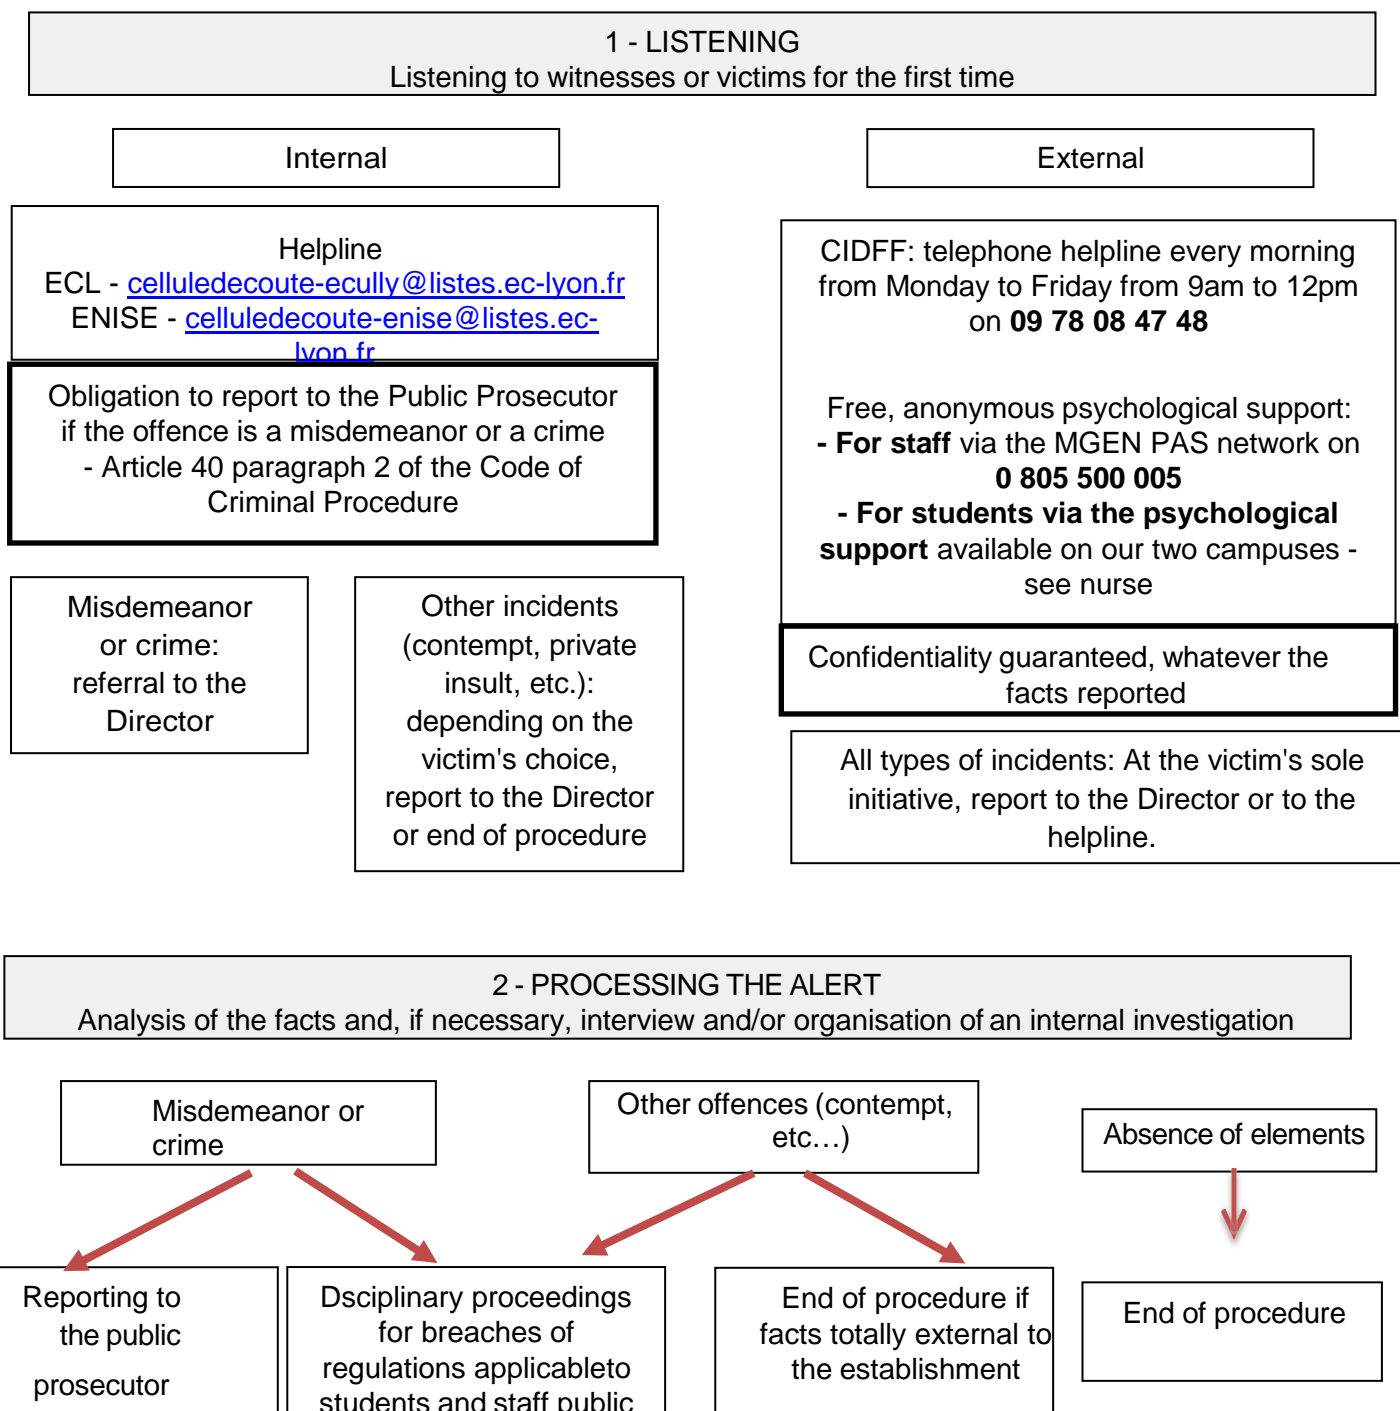 1 - LISTENING
Listening to witnesses or victims for the first time
Internal
External
Helpline
ECL - celluledecoute-ecully@listes.ec-lyon.fr
ENISE - celluledecoute-enise@listes.ec-
lyon.fr
Obligation to report to the Public Prosecutor
if the offence is a misdemeanor or a crime
- Article 40 paragraph 2 of the Code of
Criminal Procedure
Misdemeanor
or crime:
referral to the
Director
Other incidents
(contempt, private
insult, etc.):
depending on the
victim's choice,
report to the Director
or end of procedure
CIDFF: telephone helpline every morning
from Monday to Friday from 9am to 12pm
on 09 78 08 47 48
Free, anonymous psychological support:
- For staff via the MGEN PAS network on
0 805 500 005
- For students via the psychological
support available on our two campuses -
see nurse
Confidentiality guaranteed, whatever the
facts reported
All types of incidents: At the victim's sole
initiative, report to the Director or to the
helpline.
2 - PROCESSING THE ALERT
Analysis of the facts and, if necessary, interview and/or organisation of an internal investigation
Misdemeanor or
crime
Other offences (contempt,
etc…)
Absence of elements
Reporting to
the public
prosecutor
Dsciplinary proceedings
for breaches of
regulations applicableto
students and staff public
End of procedure if
facts totally external to
the establishment
End of procedure